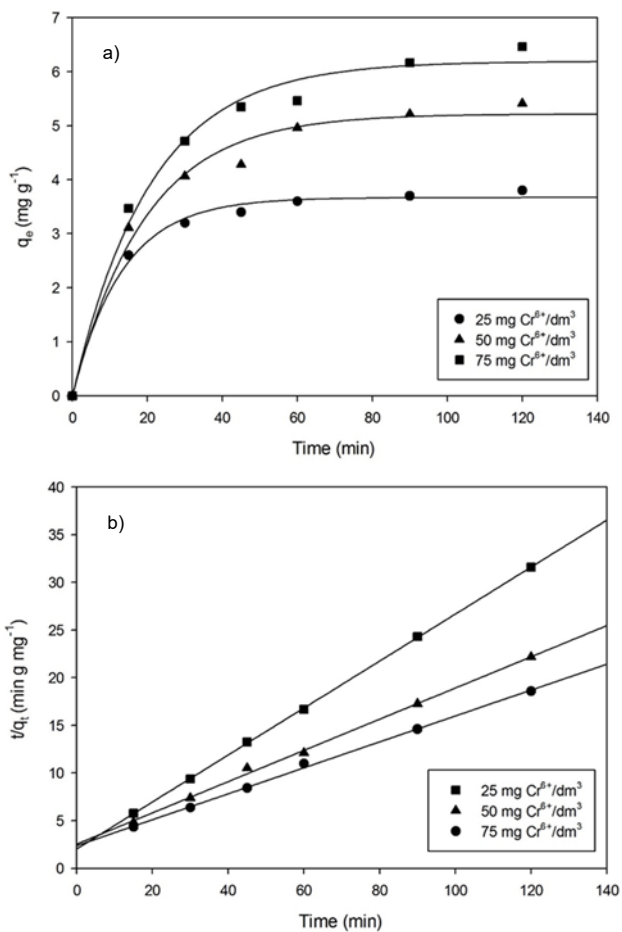 a)
7
6
5
4
3
2
1
0
qₑ (mg g⁻¹)
25 mg Cr⁶⁺/dm³
50 mg Cr⁶⁺/dm³
75 mg Cr⁶⁺/dm³
0 20 40 60 80 100 120 140
Time (min)
b)
40
35
30
25
20
15
10
5
0
t/qₜ (min g mg⁻¹)
25 mg Cr⁶⁺/dm³
50 mg Cr⁶⁺/dm³
75 mg Cr⁶⁺/dm³
0 20 40 60 80 100 120 140
Time (min)